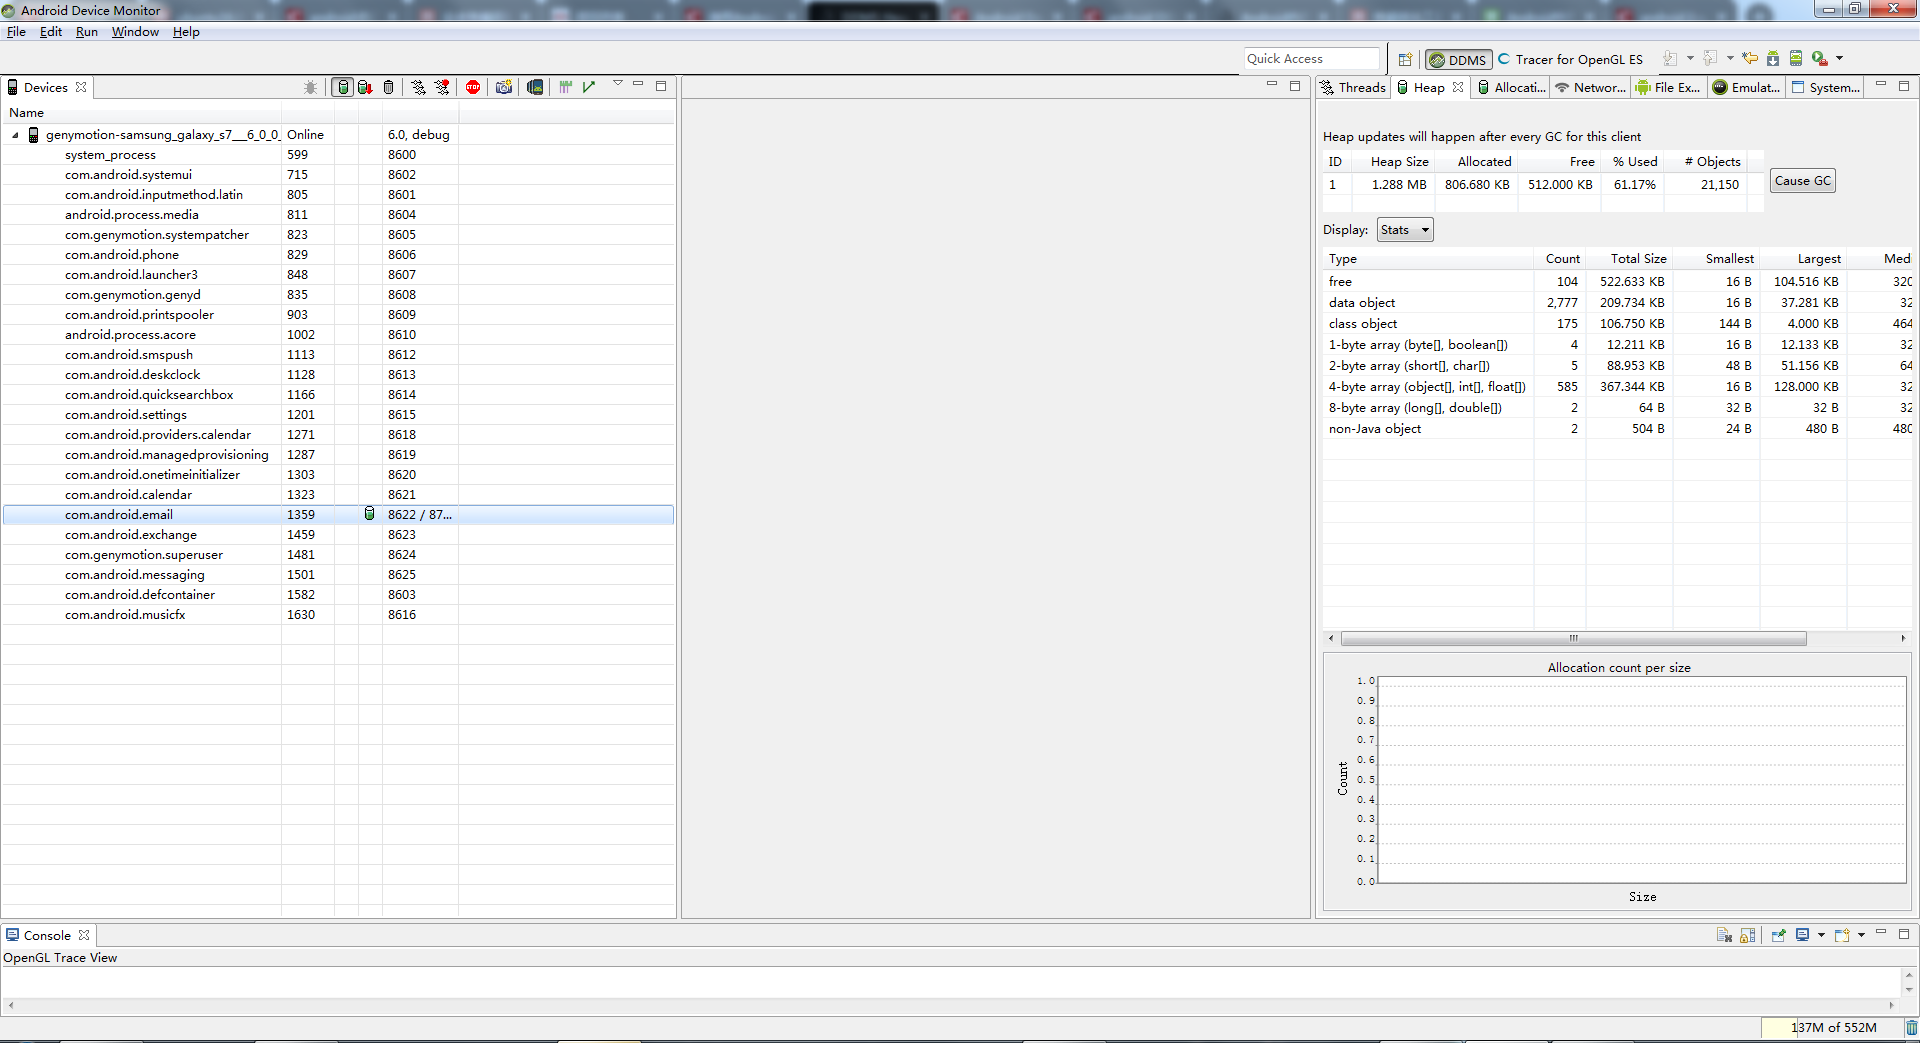 Android Device Monitor
File Edit Run Window Help
Quick Access DDMS Tracer for OpenGL ES
Devices
Name
genymotion-samsung_galaxy_s7__6_0_0_ Online 6.0, debug
system_process 599 8600
com.android.systemui 715 8602
com.android.inputmethod.latin 805 8601
android.process.media 811 8604
com.genymotion.systempatcher 823 8605
com.android.phone 829 8606
com.android.launcher3 848 8607
com.genymotion.genyd 835 8608
com.android.printspooler 903 8609
android.process.acore 1002 8610
com.android.smspush 1113 8612
com.android.deskclock 1128 8613
com.android.quicksearchbox 1166 8614
com.android.settings 1201 8615
com.android.providers.calendar 1271 8618
com.android.managedprovisioning 1287 8619
com.android.onetimeinitializer 1303 8620
com.android.calendar 1323 8621
com.android.email 1359 8622 / 87...
com.android.exchange 1459 8623
com.genymotion.superuser 1481 8624
com.android.messaging 1501 8625
com.android.defcontainer 1582 8603
com.android.musicfx 1630 8616
Threads Heap Allocati... Networ... File Ex... Emulat... System...
Heap updates will happen after every GC for this client
ID Heap Size Allocated Free % Used # Objects
1 1.288 MB 806.680 KB 512.000 KB 61.17% 21,150
Cause GC
Display: Stats
Type Count Total Size Smallest Largest Medi
free 104 522.633 KB 16 B 104.516 KB 320
data object 2,777 209.734 KB 16 B 37.281 KB 32
class object 175 106.750 KB 144 B 4.000 KB 464
1-byte array (byte[], boolean[]) 4 12.211 KB 16 B 12.133 KB 32
2-byte array (short[], char[]) 5 88.953 KB 48 B 51.156 KB 64
4-byte array (object[], int[], float[]) 585 367.344 KB 16 B 128.000 KB 32
8-byte array (long[], double[]) 2 64 B 32 B 32 B 32
non-Java object 2 504 B 24 B 480 B 480
Allocation count per size
1.0
0.9
0.8
0.7
0.6
0.5
0.4
0.3
0.2
0.1
0.0
Count
Size
Console
OpenGL Trace View
137M of 552M